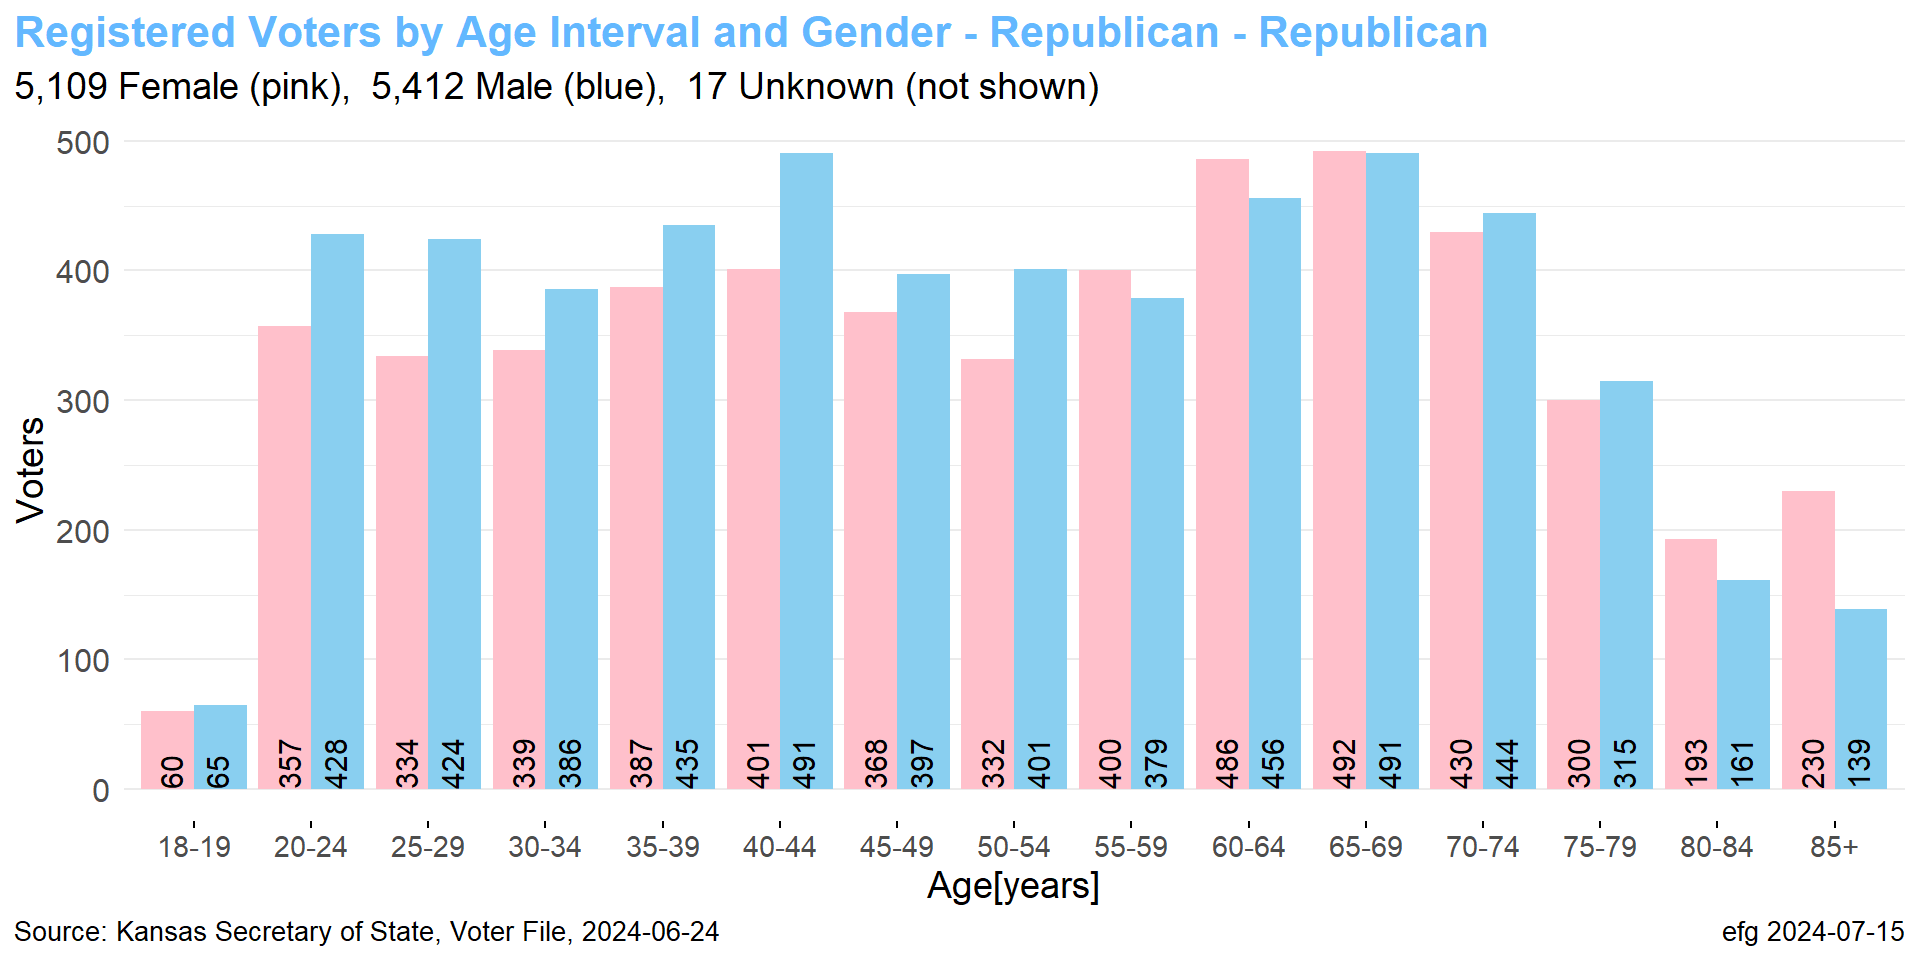 Registered Voters by Age Interval and Gender - Republican - Republican
5,109 Female (pink),  5,412 Male (blue),  17 Unknown (not shown)
Voters
500
400
300
200
100
0
60 65 357 428 334 424 339 386 387 435 401 491 368 397 332 401 400 379 486 456 492 491 430 444 300 315 193 161 230 139
18-19 20-24 25-29 30-34 35-39 40-44 45-49 50-54 55-59 60-64 65-69 70-74 75-79 80-84 85+
Age[years]
Source: Kansas Secretary of State, Voter File, 2024-06-24
efg 2024-07-15